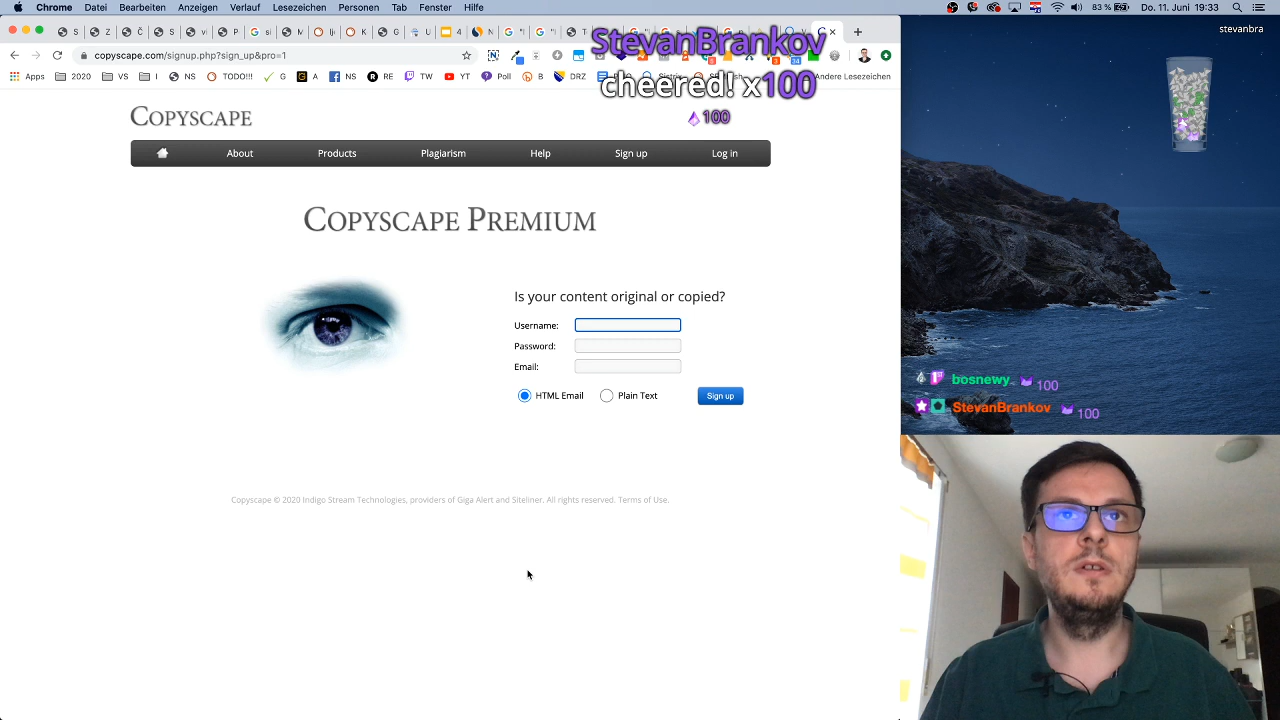 Chrome Datei Bearbeiten Anzeigen Verlauf Lesezeichen Personen Tab Fenster Hilfe
83 % Do. 11. Juni 19:33
copyscape.com/signup.php?sign_up&pro=1
Apps 2020 G S I NS TODO!!! G A NS RE TW YT Poll B DRZ Andere Lesezeichen
StevanBrankov
cheered! x100
100
stevanbra
COPYSCAPE
About Products Plagiarism Help Sign up Log in
COPYSCAPE PREMIUM
Is your content original or copied?
Username:
Password:
Email:
HTML Email Plain Text Sign up
bosnewy 100
StevanBrankov 100
Copyscape © 2020 Indigo Stream Technologies, providers of Giga Alert and Siteliner. All rights reserved. Terms of Use.